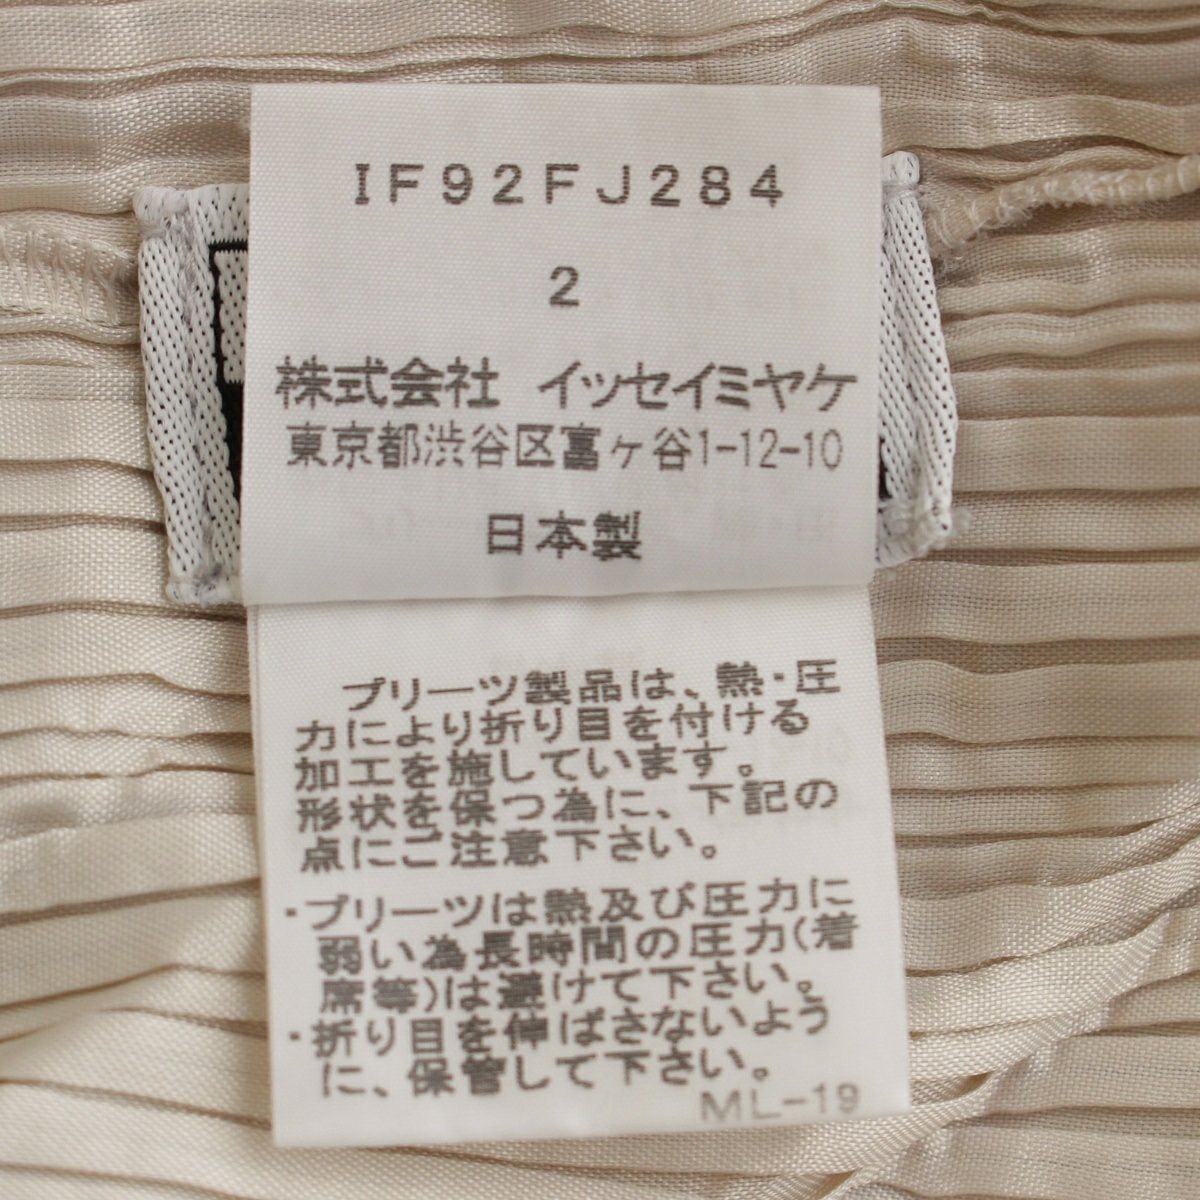 IF92FJ284
2
株式会社 イッセイミヤケ
東京都渋谷区富ヶ谷1-12-10
日本製
プリーツ製品は、熱・圧
力により折り目を付ける
加工を施しています。
形状を保つ為に、下記の
点にご注意下さい。
・プリーツは熱及び圧力に
弱い為長時間の圧力(着
席等)は避けて下さい。
・折り目を伸ばさないよう
に、保管して下さい。
ML-19